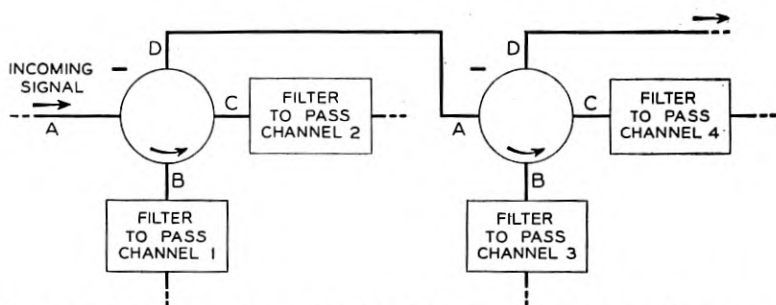 INCOMING
SIGNAL
A
B
C
D
FILTER
TO PASS
CHANNEL 2
FILTER
TO PASS
CHANNEL 1
A
B
C
D
FILTER
TO PASS
CHANNEL 4
FILTER
TO PASS
CHANNEL 3